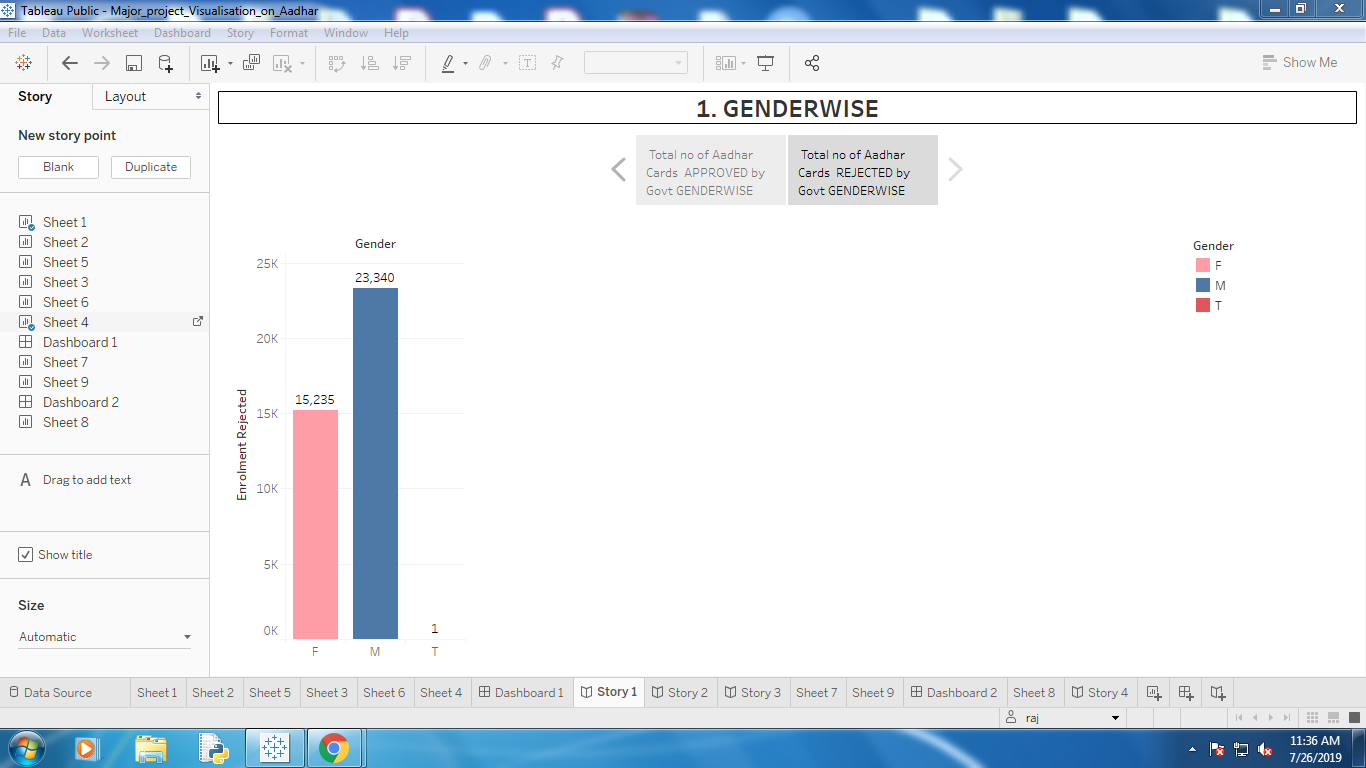 Tableau Public - Major_project_Visualisation_on_Aadhar
File Data Worksheet Dashboard Story Format Window Help
Show Me
Story Layout
New story point
Blank Duplicate
Sheet 1
Sheet 2
Sheet 5
Sheet 3
Sheet 6
Sheet 4
Dashboard 1
Sheet 7
Sheet 9
Dashboard 2
Sheet 8
A Drag to add text
Show title
Size
Automatic
1. GENDERWISE
Total no of Aadhar
Cards APPROVED by
Govt GENDERWISE
Total no of Aadhar
Cards REJECTED by
Govt GENDERWISE
Gender
25K
20K
15K
10K
5K
0K
Enrolment Rejected
15,235
23,340
1
F M T
Gender
F
M
T
Data Source Sheet 1 Sheet 2 Sheet 5 Sheet 3 Sheet 6 Sheet 4 Dashboard 1 Story 1 Story 2 Story 3 Sheet 7 Sheet 9 Dashboard 2 Sheet 8 Story 4
raj
11:36 AM
7/26/2019